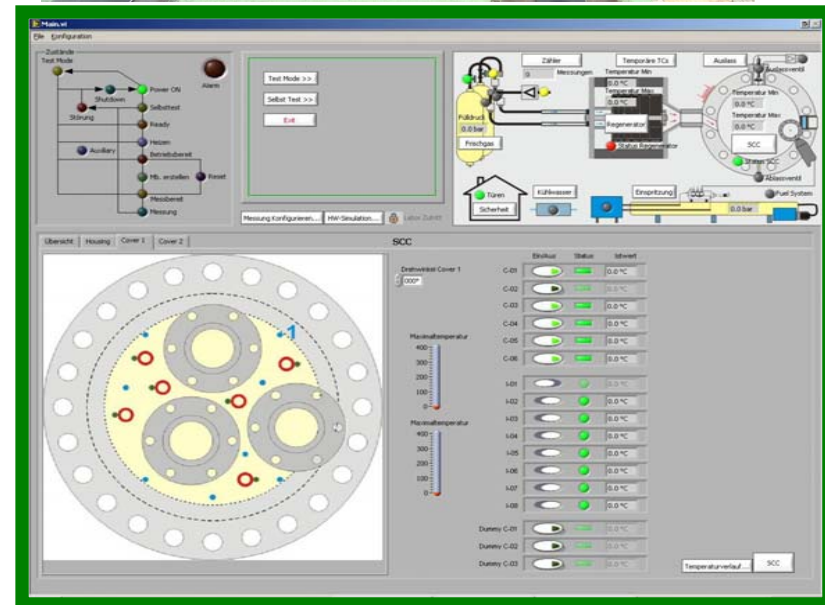 Main.vi
File Konfiguration
Zustände
Test Mode
Power ON
Alarm
Shutdown
Störung
Selbsttest
Ready
Heizen
Auxiliary
Betriebsbereit
Mb. erstellen
Reset
Messbereit
Messung
Test Mode >>
Selbst Test >>
Exit
Messung Konfigurieren...
HW-Simulation...
Labor Zutritt
Zähler
0 Messungen
Temporäre TCs
Temperatur Min
0.0 °C
Temperatur Max
0.0 °C
Auslass
Auslassventil
Temperatur Min
0.0 °C
Temperatur Max
0.0 °C
Fülldruck
0.0 bar
Frischgas
Regenerator
Status Regenerator
SCC
Status SCC
Ablassventil
Türen
Sicherheit
Kühlwasser
Einspritzung
Fuel System
0.0 bar
Übersicht Housing Cover 1 Cover 2
SCC
1
Drehwinkel Cover 1
000°
Maximaltemperatur
400
300
200
100
0
Maximaltemperatur
400
300
200
100
0
Ein/Aus Status Istwert
C-01 0.0 °C
C-02 0.0 °C
C-03 0.0 °C
C-04 0.0 °C
C-05 0.0 °C
C-06 0.0 °C
I-01 0.0 °C
I-02 0.0 °C
I-03 0.0 °C
I-04 0.0 °C
I-05 0.0 °C
I-06 0.0 °C
I-07 0.0 °C
I-08 0.0 °C
Dummy C-01 0.0 °C
Dummy C-02 0.0 °C
Dummy C-03 0.0 °C
Temperaturverlauf...
SCC